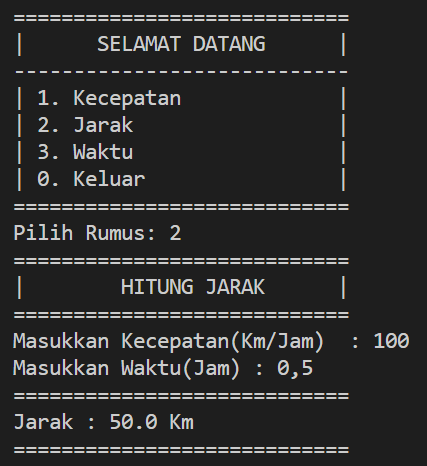 ============================
|      SELAMAT DATANG      |
----------------------------
| 1. Kecepatan             |
| 2. Jarak                 |
| 3. Waktu                 |
| 0. Keluar                |
============================
Pilih Rumus: 2
============================
|        HITUNG JARAK      |
============================
Masukkan Kecepatan(Km/Jam)  : 100
Masukkan Waktu(Jam) : 0,5
============================
Jarak : 50.0 Km
============================